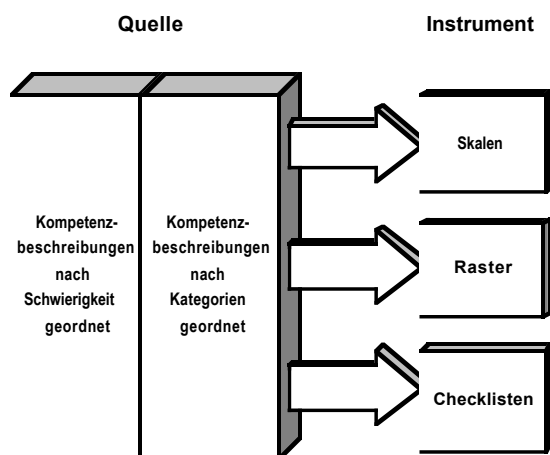 Quelle
Instrument
Kompetenz-
beschreibungen
nach
Schwierigkeit
geordnet
Kompetenz-
beschreibungen
nach
Kategorien
geordnet
Skalen
Raster
Checklisten